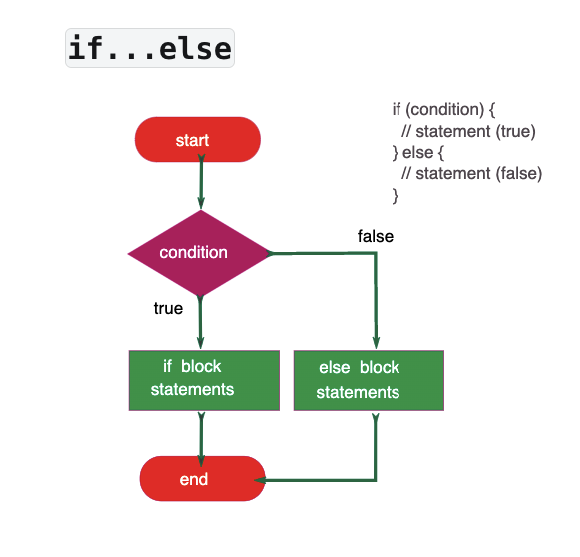 if...else
if (condition) {
// statement (true)
} else {
// statement (false)
}
start
condition
false
true
if block
statements
else block
statements
end